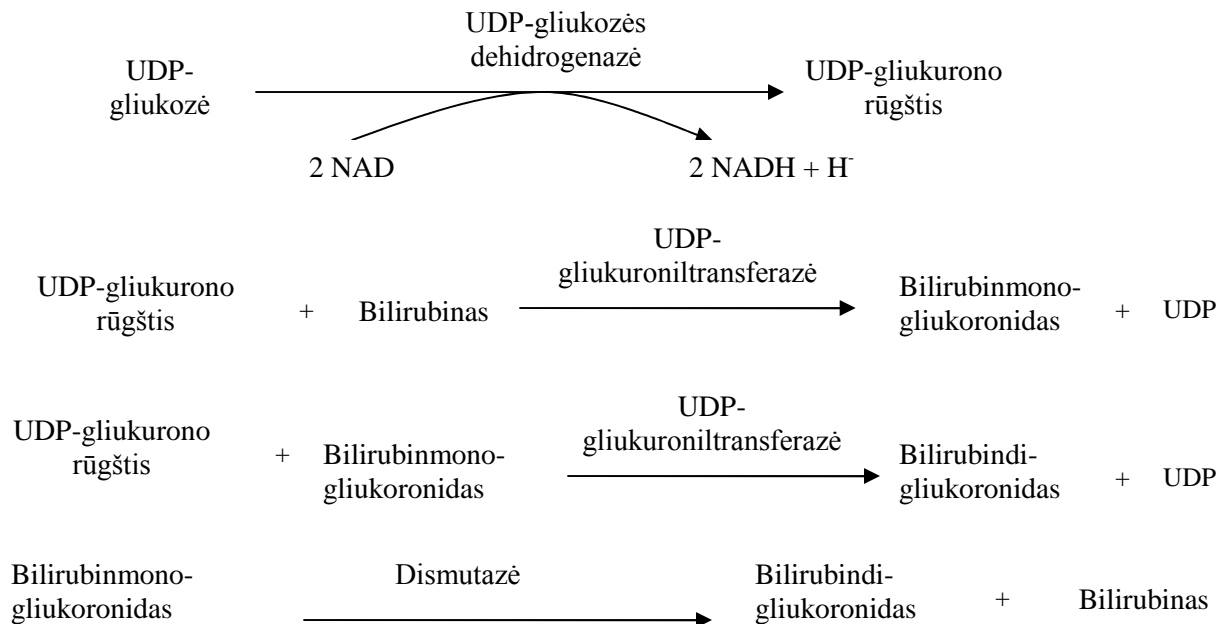 UDP-gliukozės
dehidrogenazė
UDP-
gliukozė
UDP-gliukurono
rūgštis
2 NAD
2 NADH + H⁻
UDP-
gliukuroniltransferazė
UDP-gliukurono
rūgštis
+
Bilirubinas
Bilirubinmono-
gliukoronidas
+
UDP
UDP-
gliukuroniltransferazė
UDP-gliukurono
rūgštis
+
Bilirubinmono-
gliukoronidas
Bilirubindi-
gliukoronidas
+
UDP
Bilirubinmono-
gliukoronidas
Dismutazė
Bilirubindi-
gliukoronidas
+
Bilirubinas